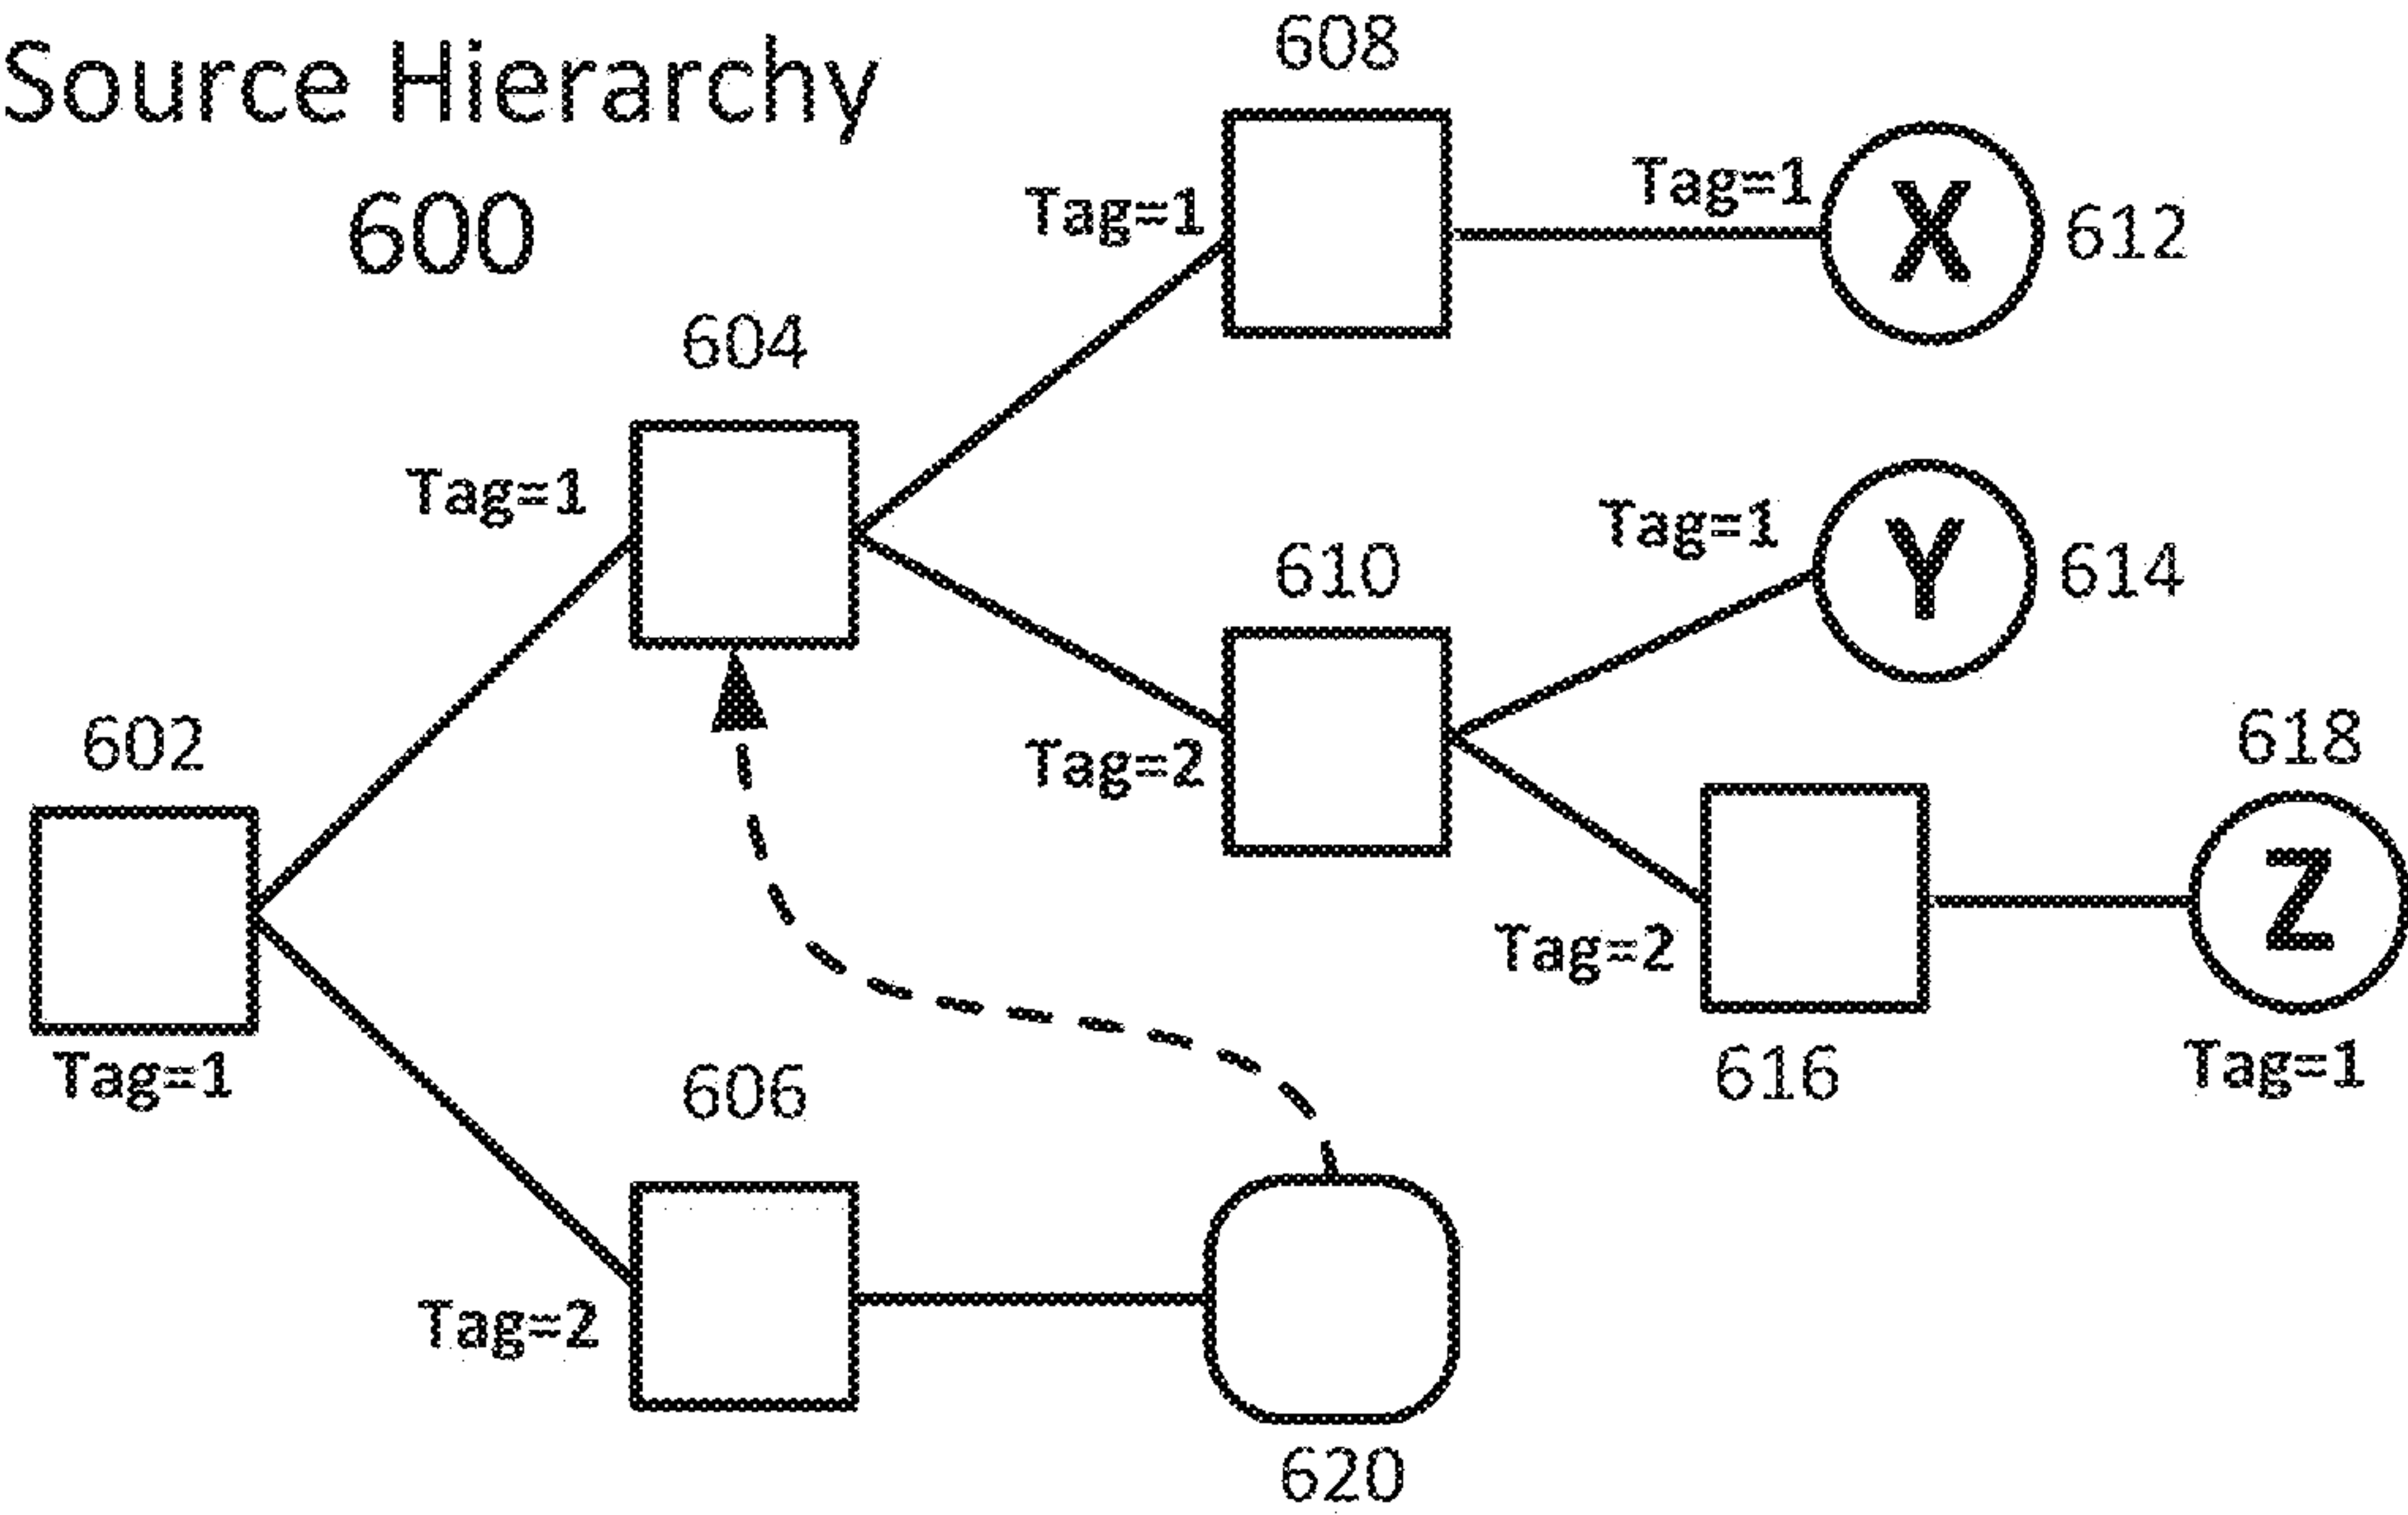 Source Hierarchy
600
608
Tag=1
Tag=1
X
612
604
Tag=1
Tag=1
Y
614
610
Tag=2
602
Tag=1
618
Z
Tag=1
Tag=2
616
606
Tag=2
620